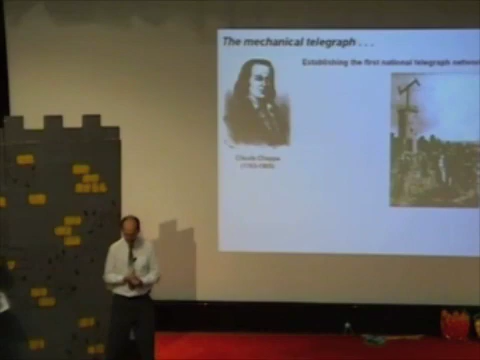 The mechanical telegraph . . .
Establishing the first national telegraph network
Claude Chappe
(1763-1805)